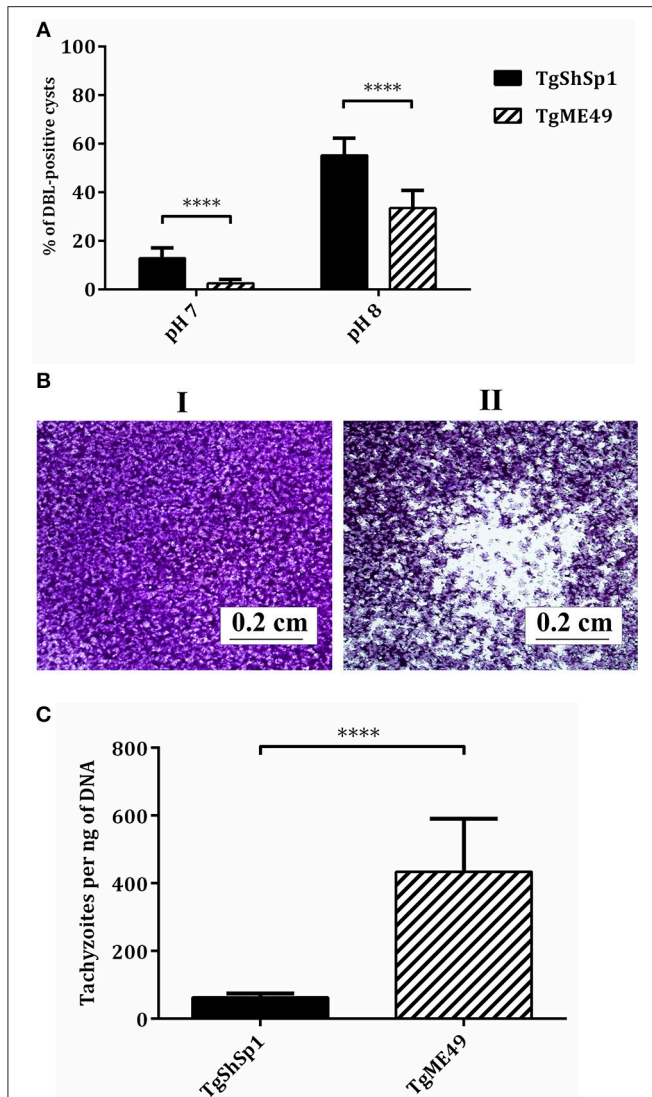 A
100
80
60
40
20
0
% of DBL-positive cysts
****
****
pH 7
pH 8
TgShSp1
TgME49
B
I
II
0.2 cm
0.2 cm
C
800
600
400
200
0
Tachyzoites per ng of DNA
****
TgShSp1
TgME49